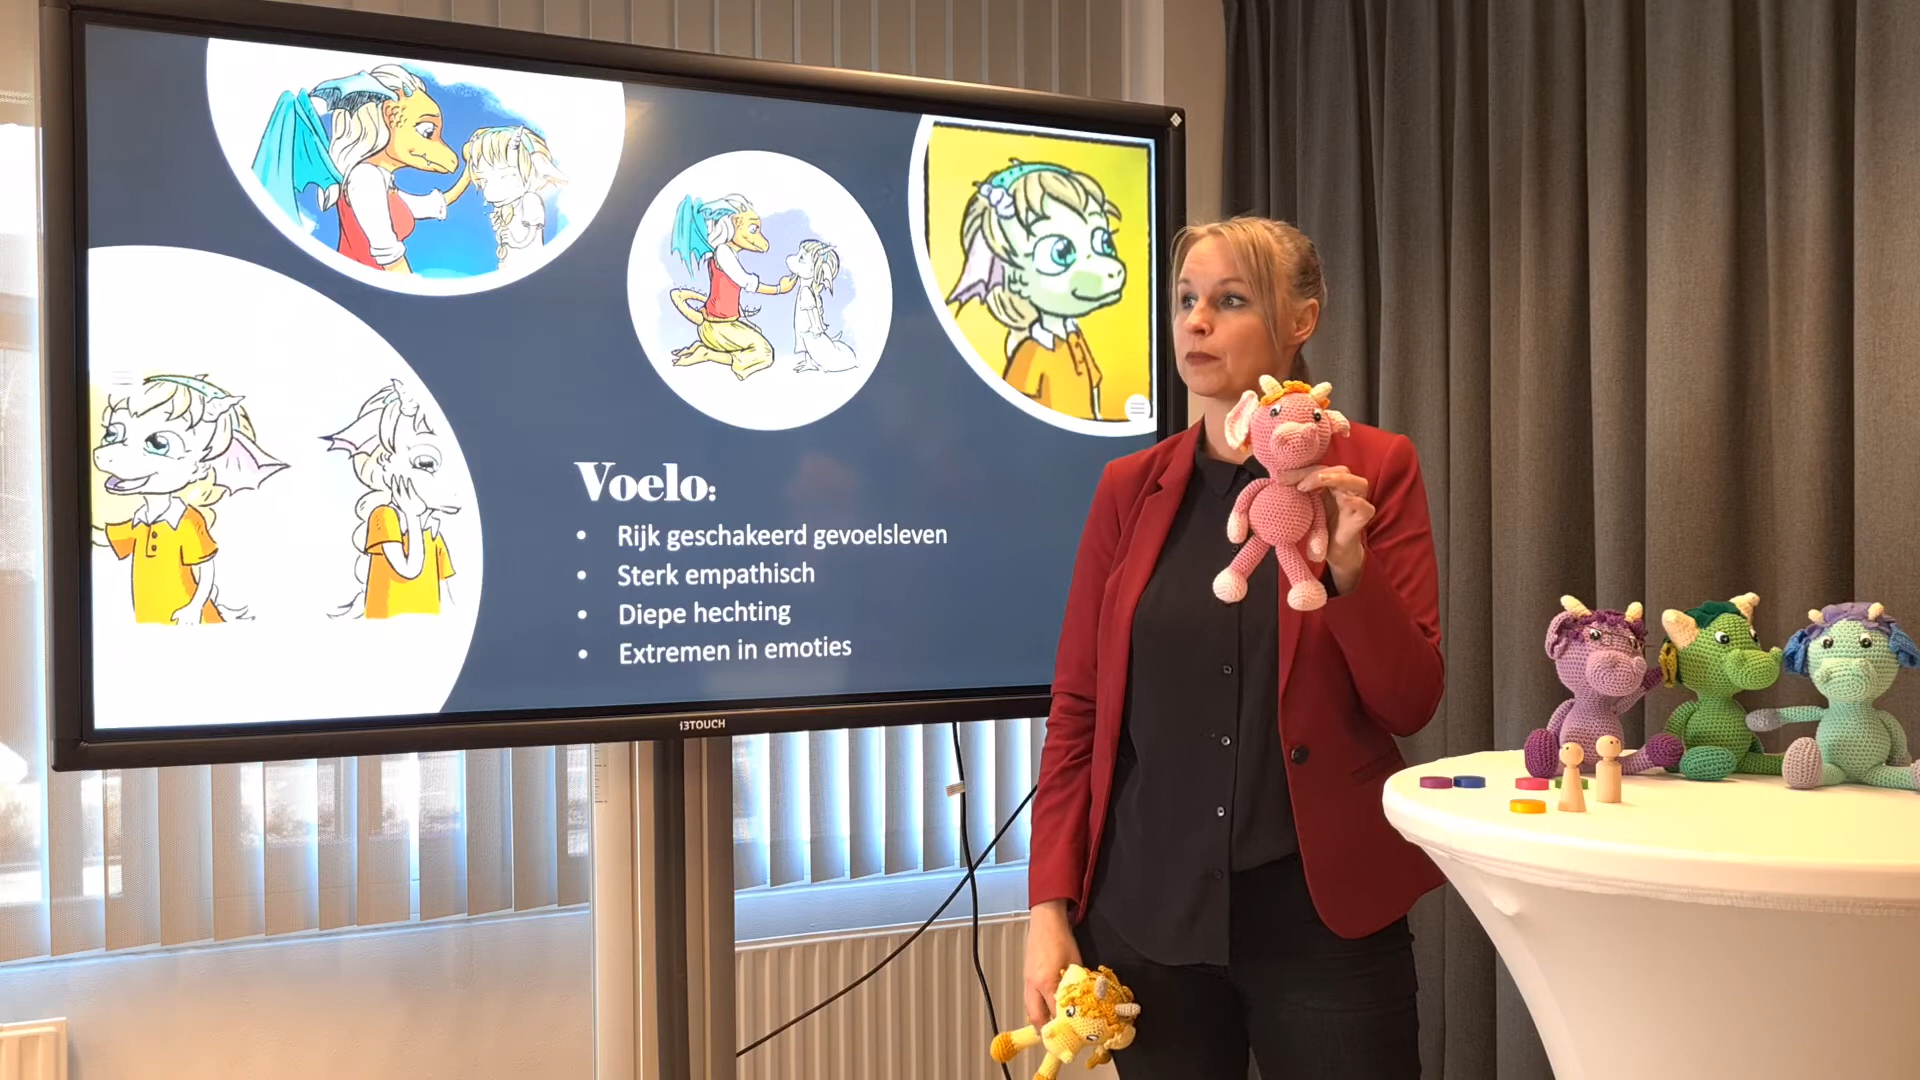 Voelo:
• Rijk geschakeerd gevoelsleven
• Sterk empathisch
• Diepe hechting
• Extremen in emoties
i3TOUCH